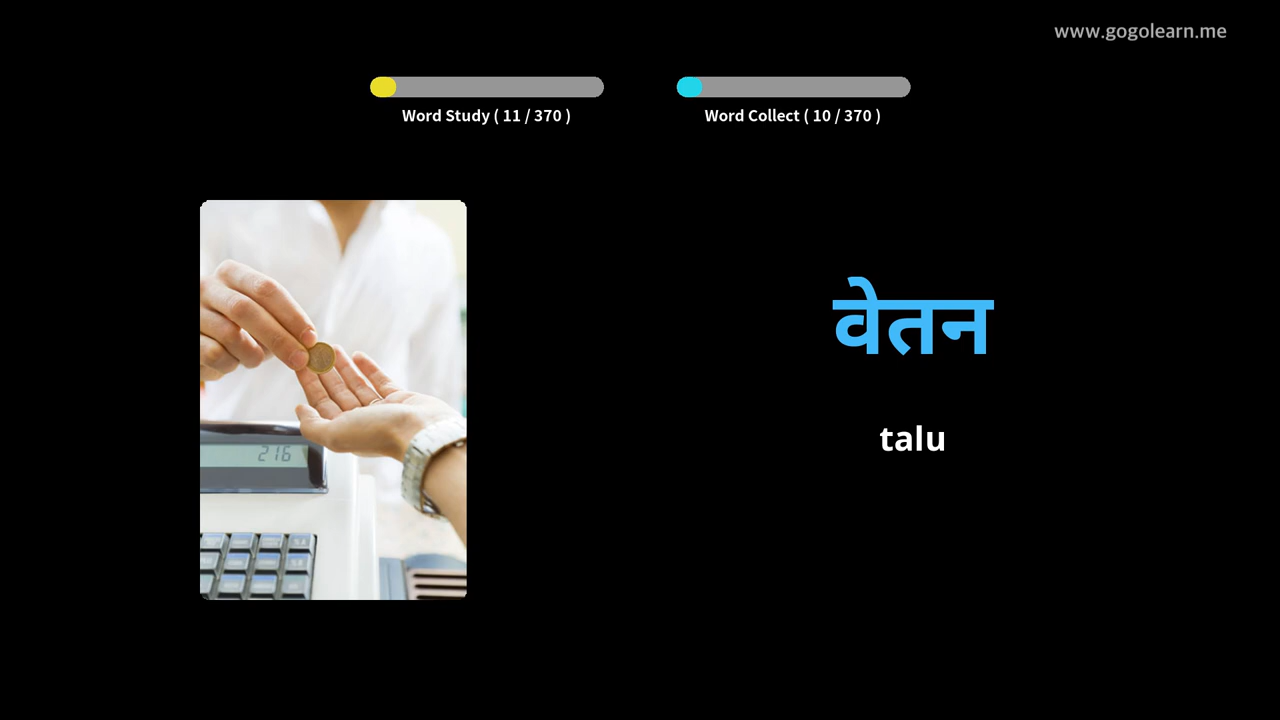 www.gogolearn.me
Word Study ( 11 / 370 )
Word Collect ( 10 / 370 )
वेतन
talu
216